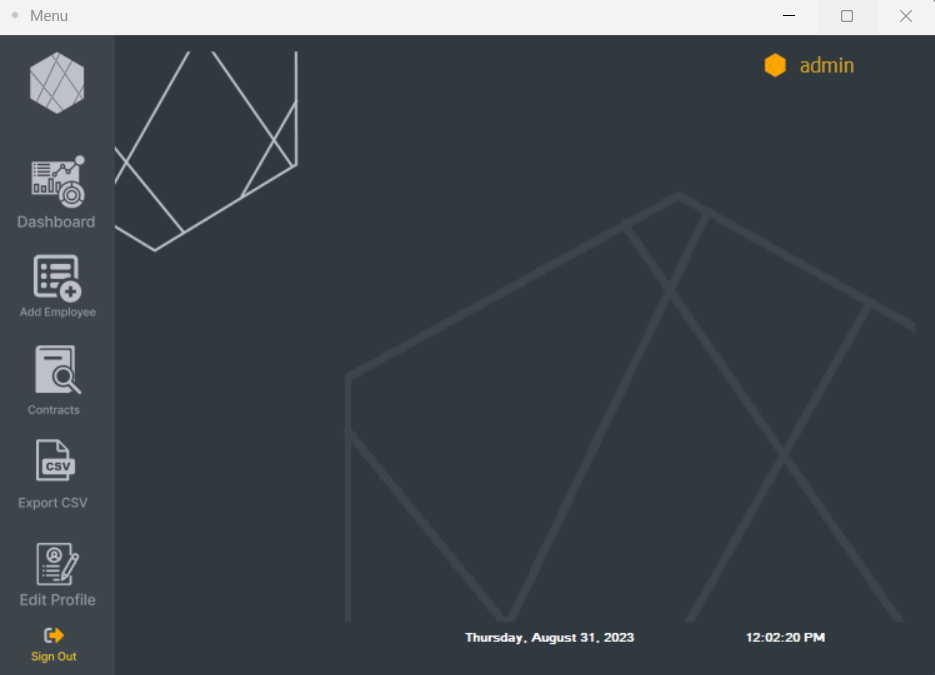 Menu
admin
Dashboard
Add Employee
Contracts
CSV
Export CSV
Edit Profile
Sign Out
Thursday, August 31, 2023
12:02:20 PM